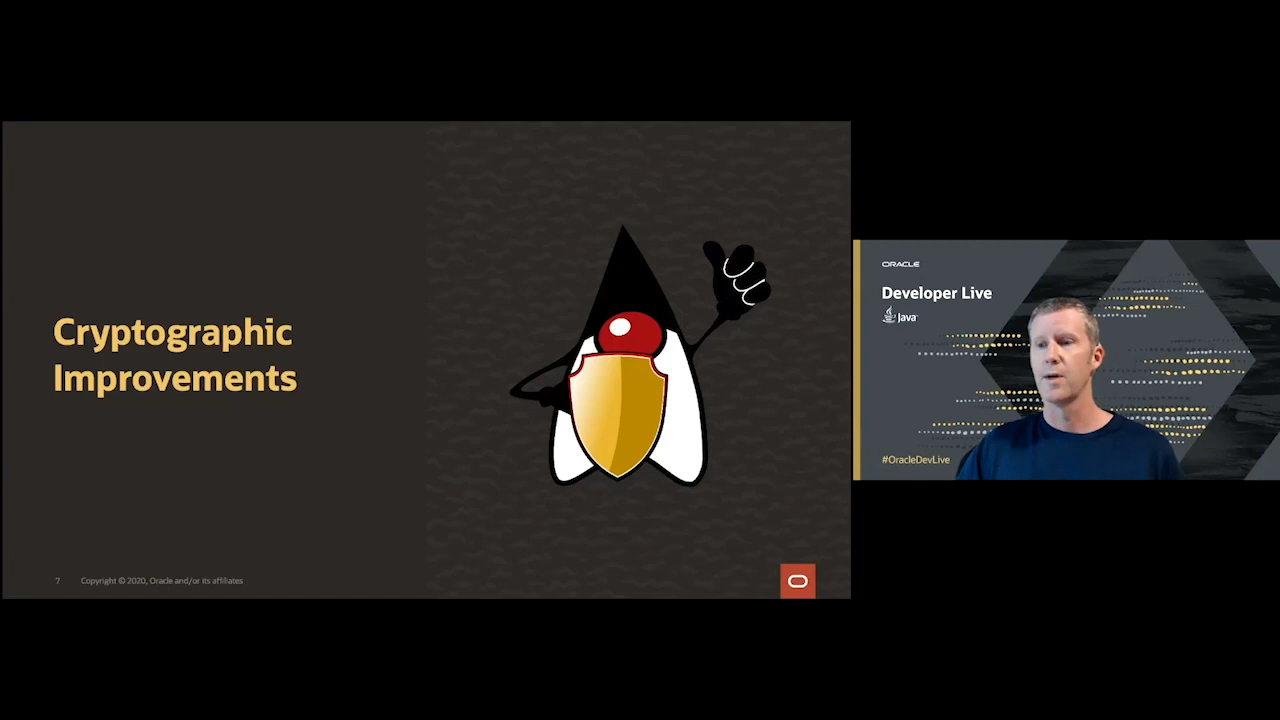 Cryptographic
Improvements
7 Copyright © 2020, Oracle and/or its affiliates
ORACLE
Developer Live
Java
#OracleDevLive